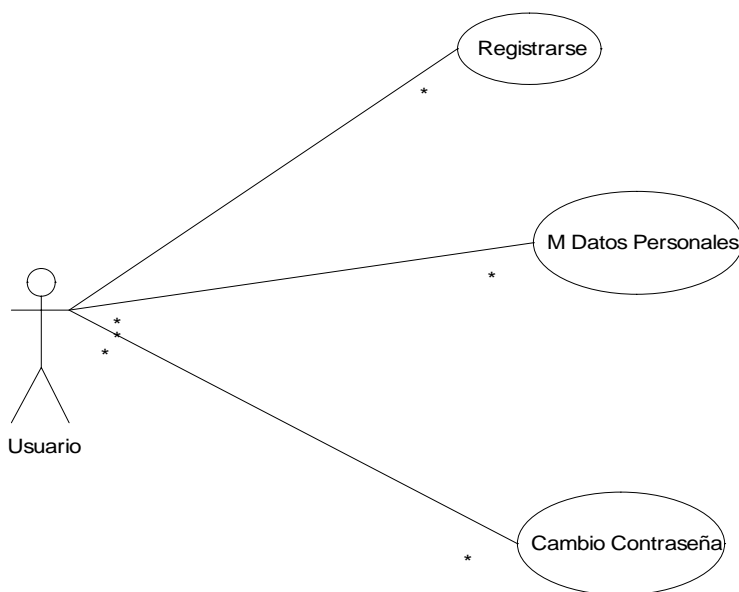 Registrarse
*
M Datos Personales
*
*
*
*
Usuario
Cambio Contraseña
*